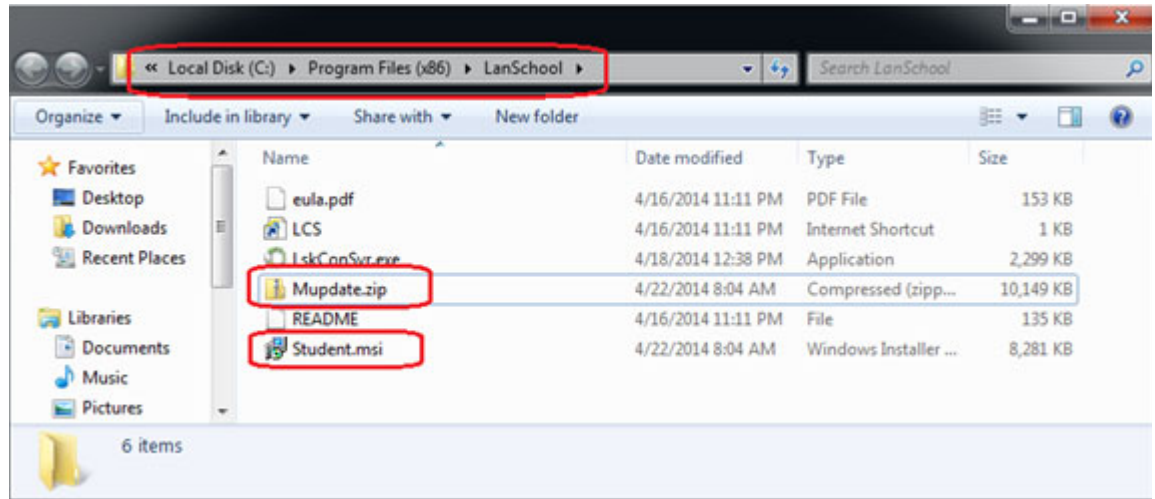 « Local Disk (C:) ▸ Program Files (x86) ▸ LanSchool ▸ Search LanSchool
Organize ▾ Include in library ▾ Share with ▾ New folder
Favorites
Desktop
Downloads
Recent Places
Libraries
Documents
Music
Pictures
Name Date modified Type Size
eula.pdf 4/16/2014 11:11 PM PDF File 153 KB
LCS 4/16/2014 11:11 PM Internet Shortcut 1 KB
LskConSvr.exe 4/18/2014 12:38 PM Application 2,299 KB
Mupdate.zip 4/22/2014 8:04 AM Compressed (zipp... 10,149 KB
README 4/16/2014 11:11 PM File 135 KB
Student.msi 4/22/2014 8:04 AM Windows Installer ... 8,281 KB
6 items